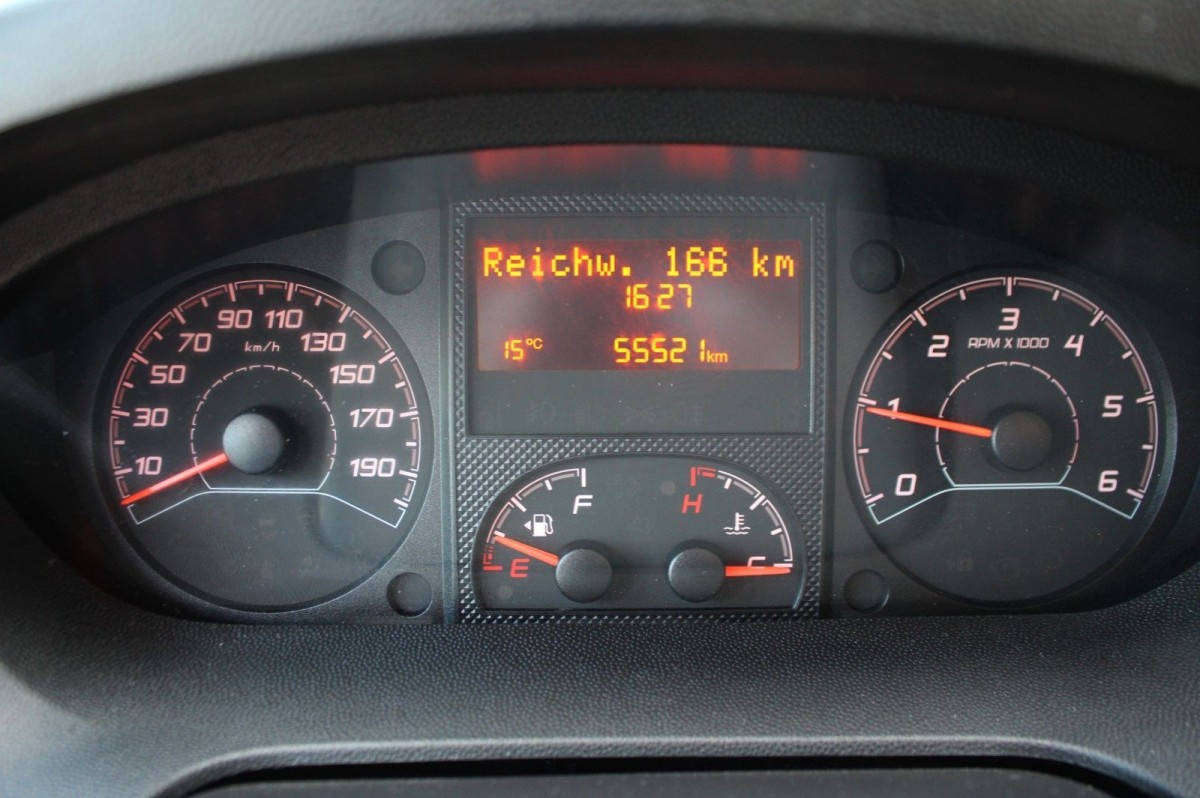 Reichw. 166 km
16 27
15°C 55521 km
10 30 50 70 90 110 130 150 170 190
km/h
0 1 2 3 4 5 6
RPM X 1000
E F
H C